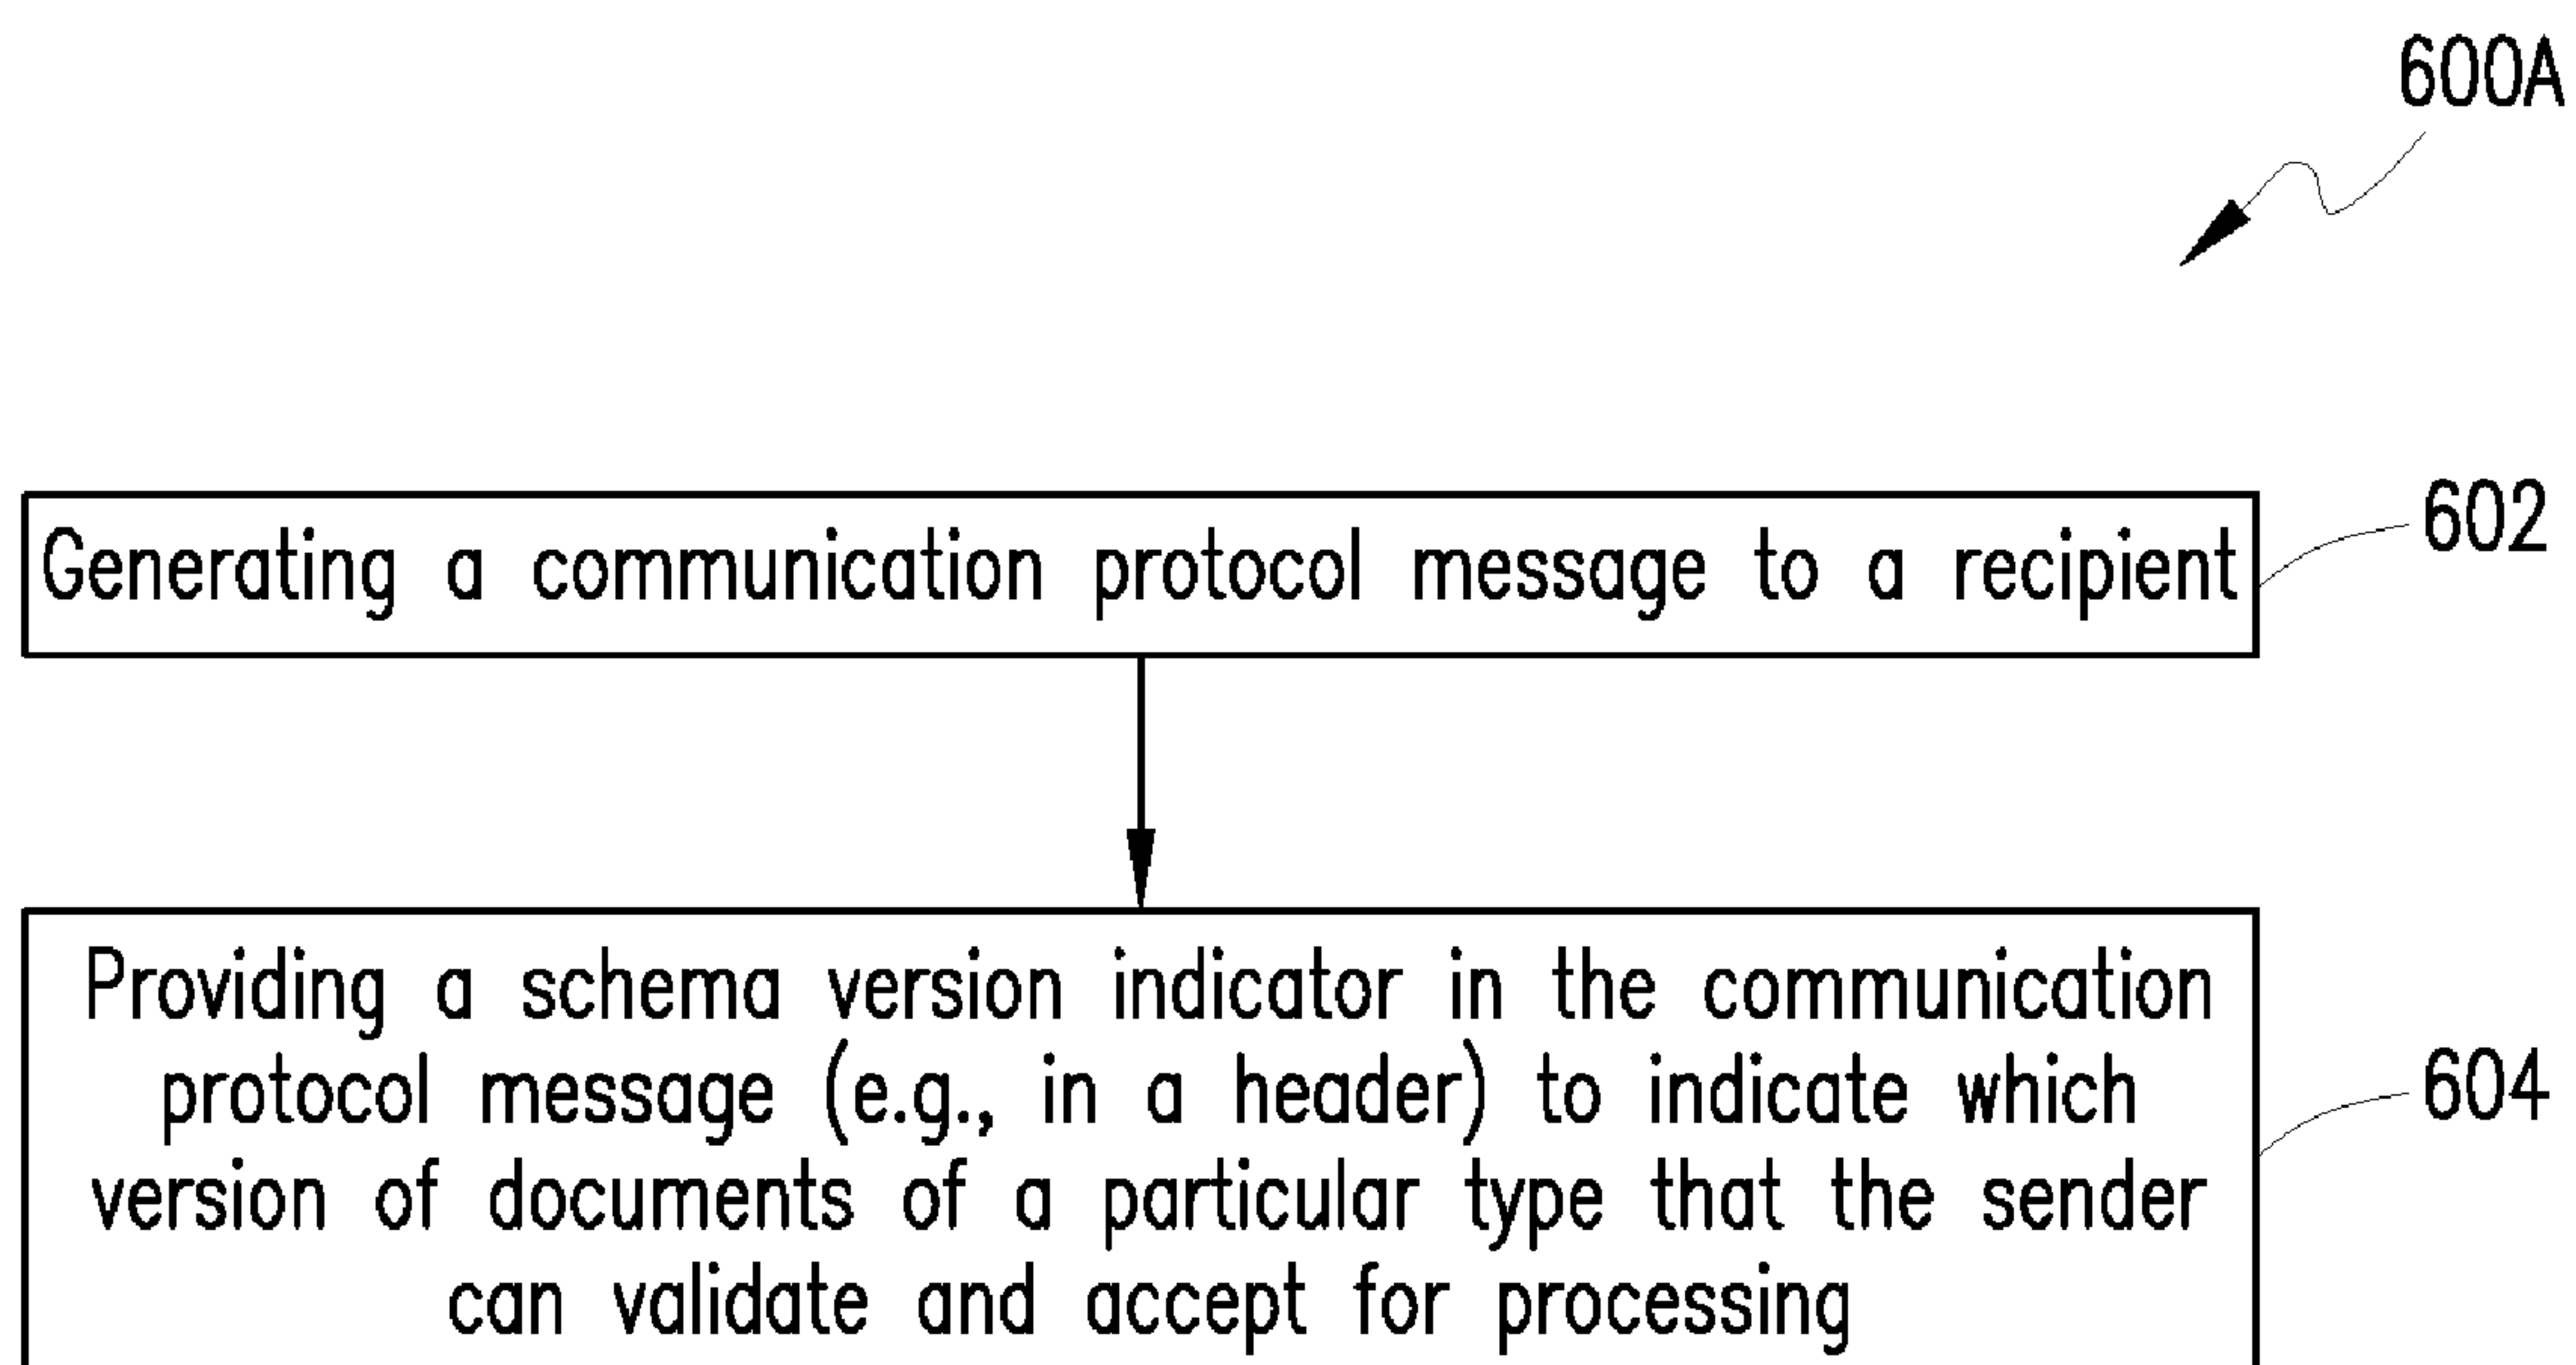 600A
Generating a communication protocol message to a recipient
602
Providing a schema version indicator in the communication
protocol message (e.g., in a header) to indicate which
version of documents of a particular type that the sender
can validate and accept for processing
604